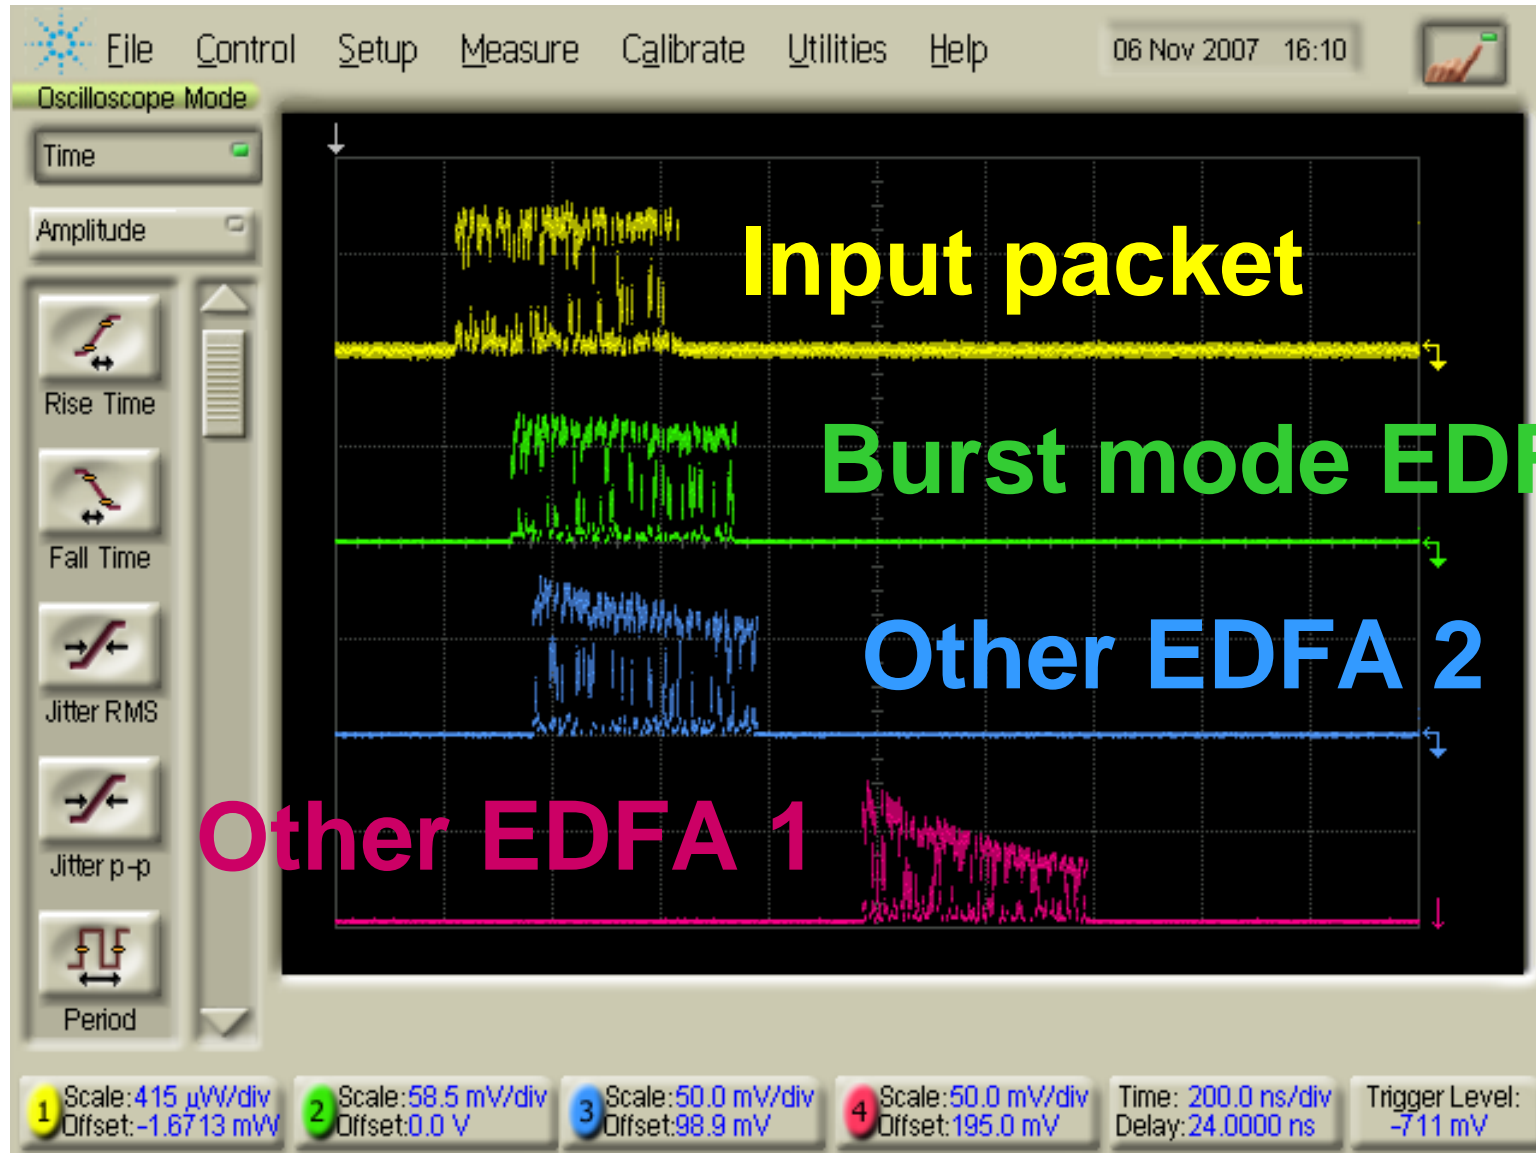 File Control Setup Measure Calibrate Utilities Help 06 Nov 2007 16:10
Oscilloscope Mode
Time
Amplitude
Rise Time
Fall Time
Jitter RMS
Jitter p-p
Period
Input packet
Burst mode EDF
Other EDFA 2
Other EDFA 1
1 Scale:415 µW/div
Offset:-1.6713 mW
2 Scale:58.5 mV/div
Offset:0.0 V
3 Scale:50.0 mV/div
Offset:98.9 mV
4 Scale:50.0 mV/div
Offset:195.0 mV
Time: 200.0 ns/div
Delay:24.0000 ns
Trigger Level:
-711 mV